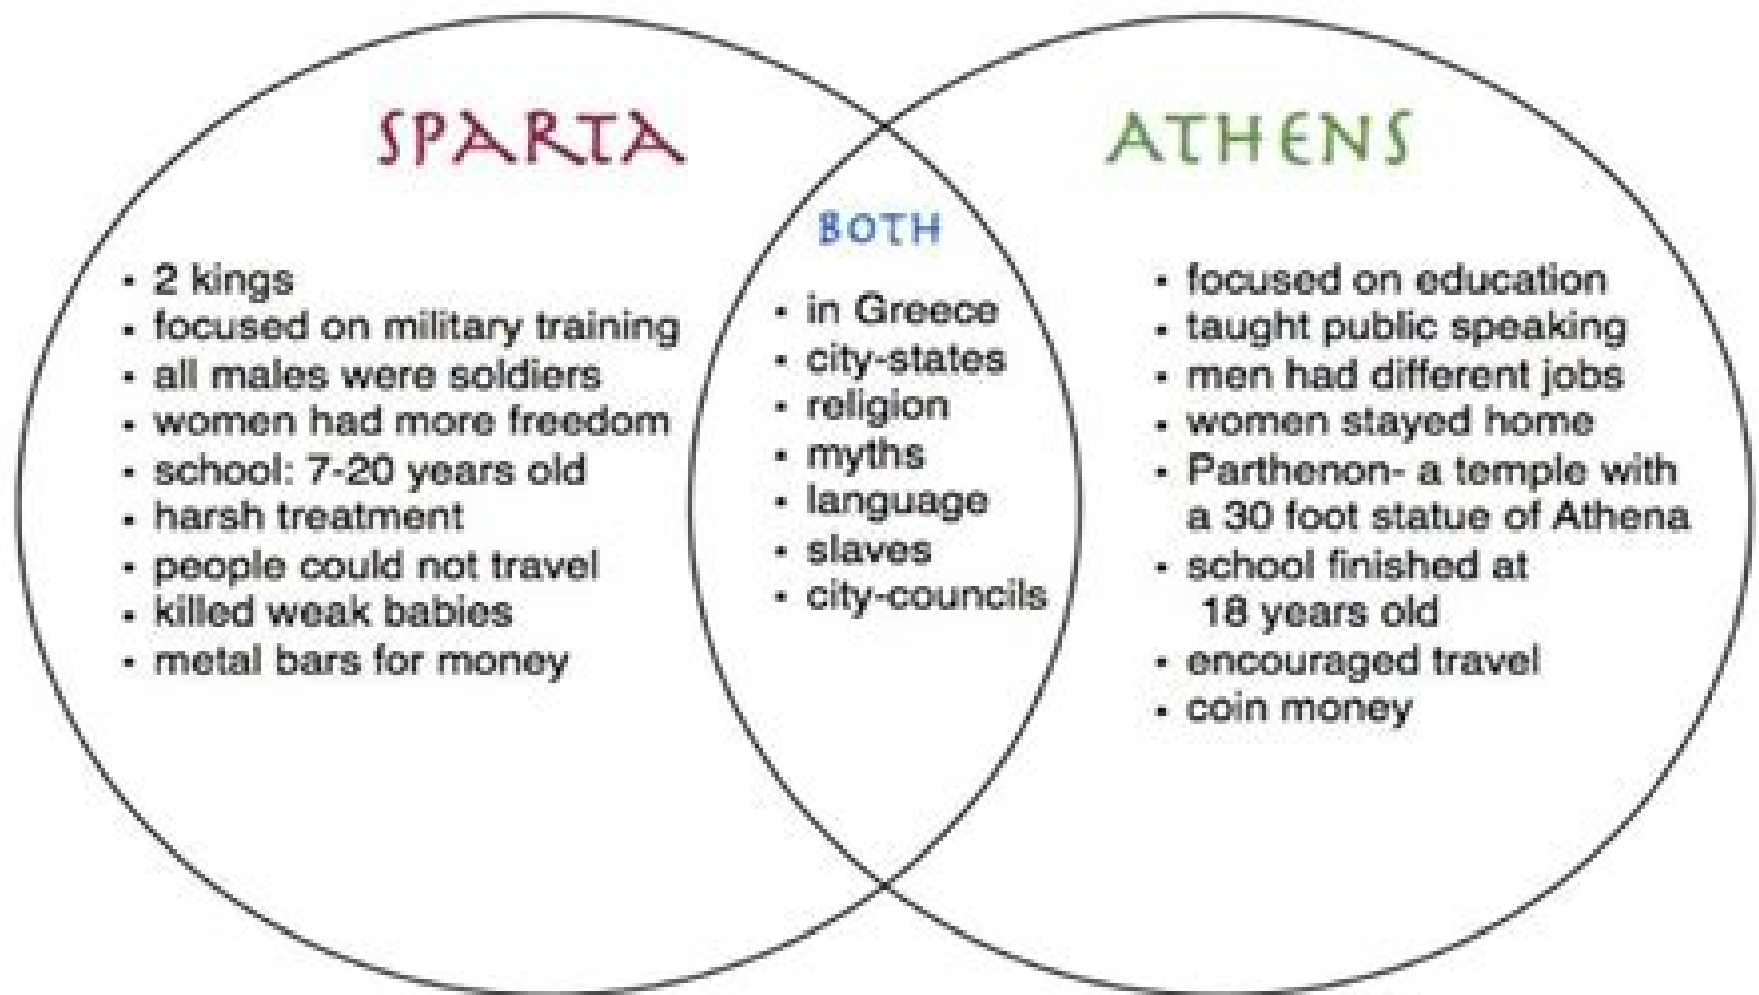 SPARTA
• 2 kings
• focused on military training
• all males were soldiers
• women had more freedom
• school: 7-20 years old
• harsh treatment
• people could not travel
• killed weak babies
• metal bars for money
BOTH
• in Greece
• city-states
• religion
• myths
• language
• slaves
• city-councils
ATHENS
• focused on education
• taught public speaking
• men had different jobs
• women stayed home
• Parthenon- a temple with
a 30 foot statue of Athena
• school finished at
18 years old
• encouraged travel
• coin money